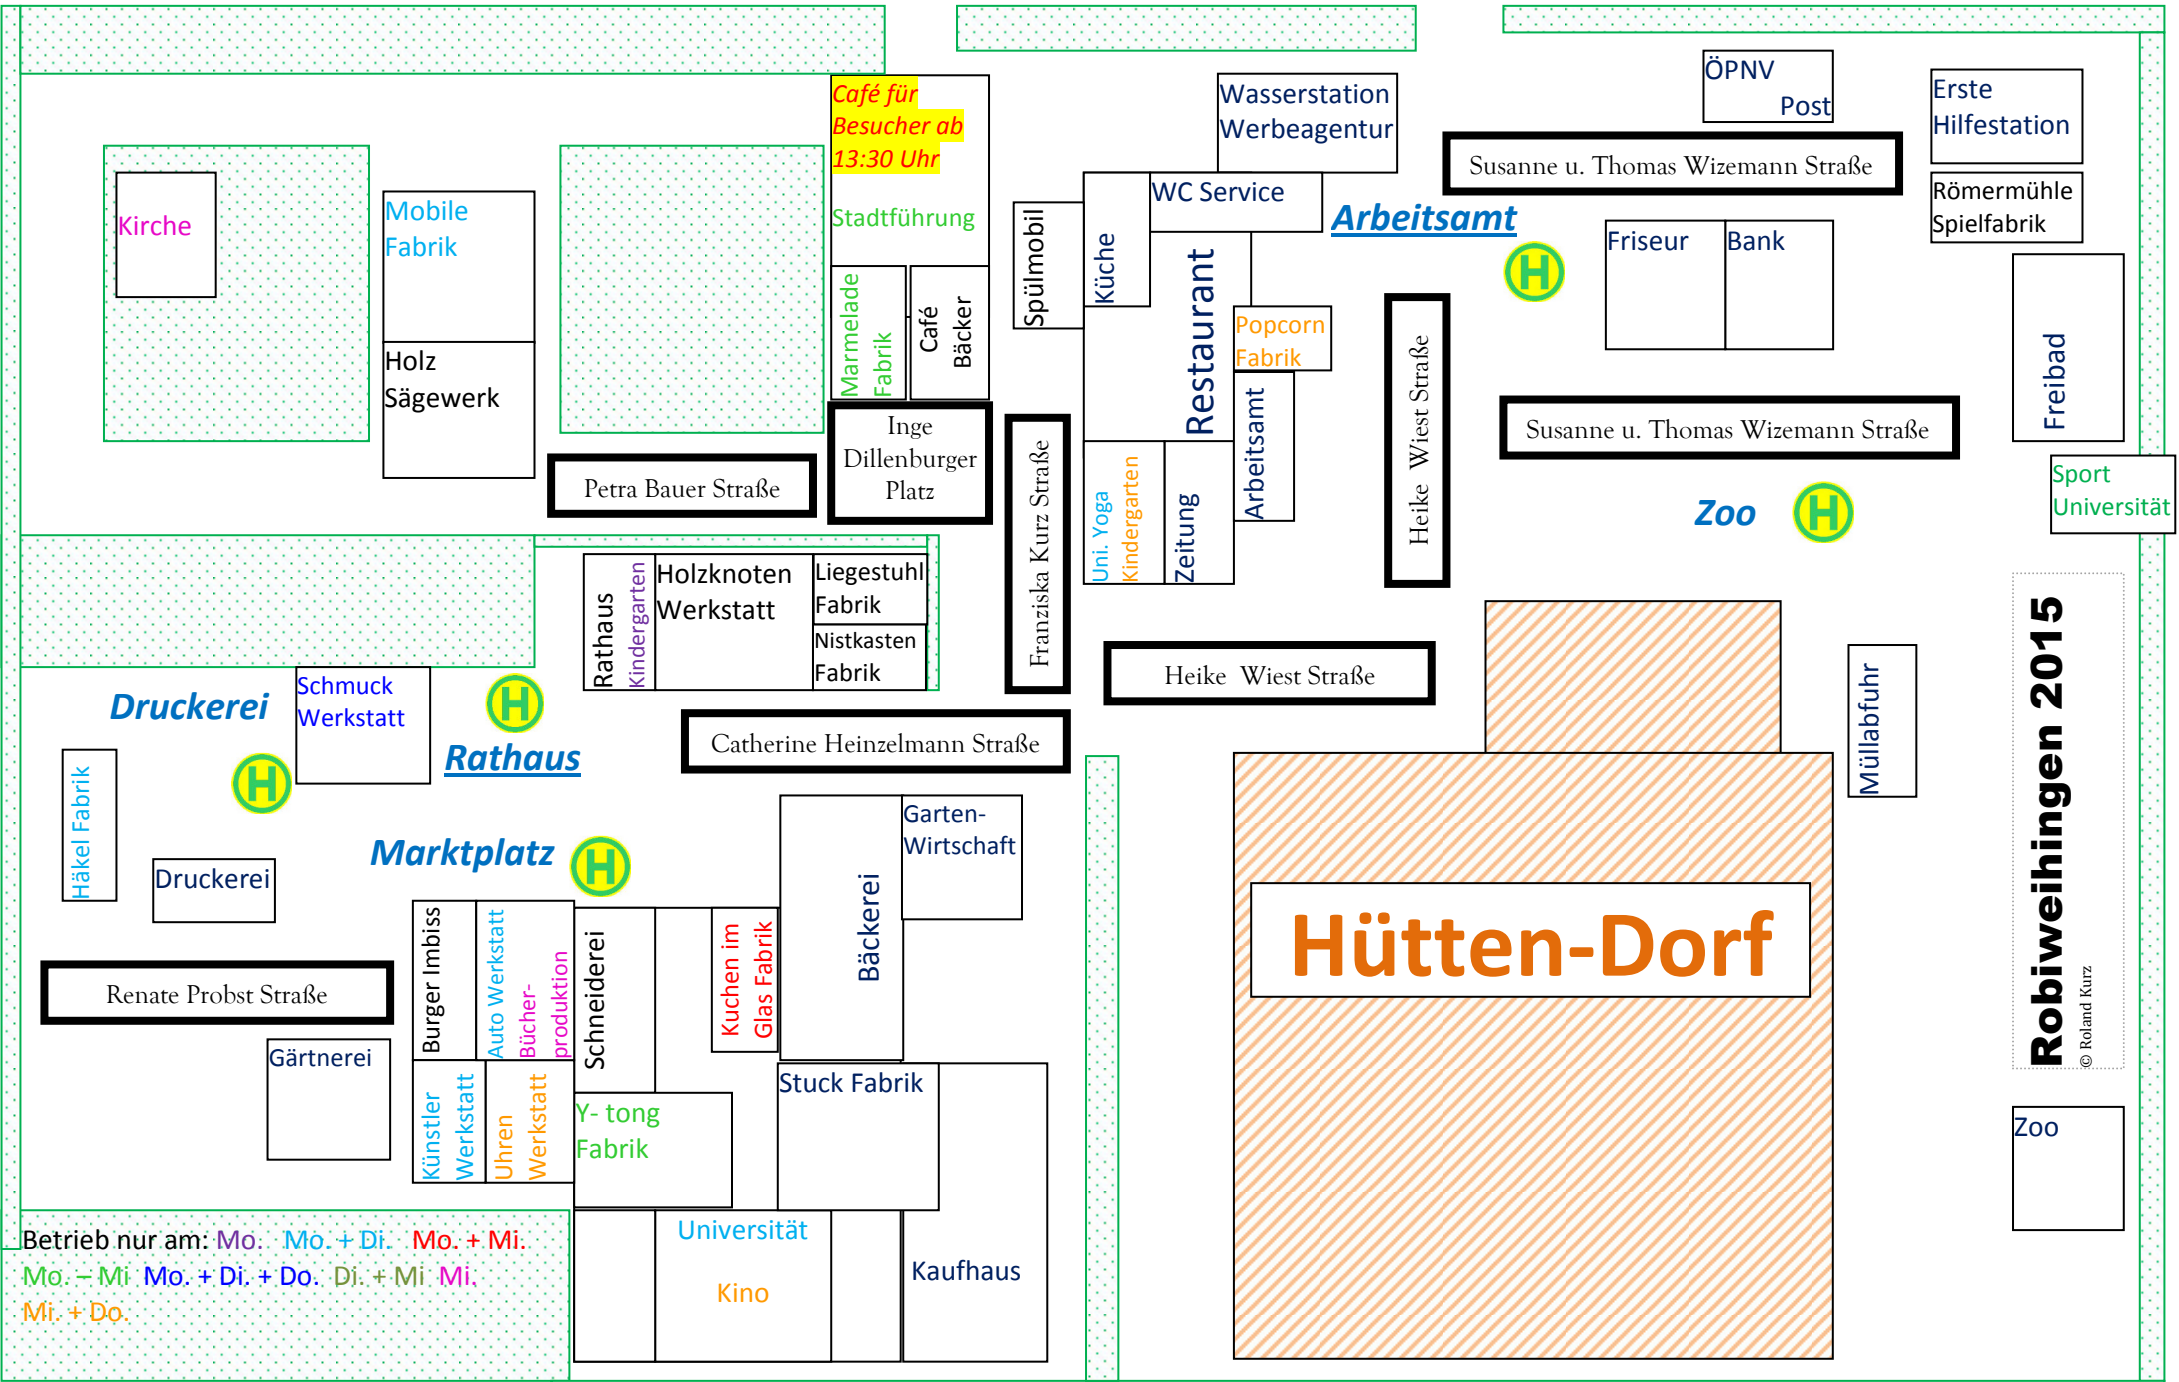 Café für
Besucher ab
13:30 Uhr
Stadtführung
Marmelade
Fabrik
Café
Bäcker
Kirche
Mobile
Fabrik
Holz
Sägewerk
Petra Bauer Straße
Inge
Dillenburger
Platz
Wasserstation
Werbeagentur
WC Service
Spülmobil
Küche
Restaurant
Popcorn
Fabrik
Arbeitsamt
Uni. Yoga
Kindergarten
Zeitung
Franziska Kurz Straße
Arbeitsamt
H
Heike  Wiest Straße
ÖPNV
Post
Susanne u. Thomas Wizemann Straße
Erste
Hilfestation
Römermühle
Spielfabrik
Friseur
Bank
Freibad
Susanne u. Thomas Wizemann Straße
Sport
Universität
Zoo
H
Rathaus
Kindergarten
Holzknoten
Werkstatt
Liegestuhl
Fabrik
Nistkasten
Fabrik
Heike  Wiest Straße
Catherine Heinzelmann Straße
Druckerei
H
Schmuck
Werkstatt
H
Rathaus
Häkel Fabrik
Druckerei
Marktplatz
H
Renate Probst Straße
Gärtnerei
Burger Imbiss
Auto Werkstatt
Bücher-
produktion
Schneiderei
Künstler
Werkstatt
Uhren
Werkstatt
Y- tong
Fabrik
Kuchen im
Glas Fabrik
Bäckerei
Garten-
Wirtschaft
Stuck Fabrik
Universität
Kino
Kaufhaus
Hütten-Dorf
Müllabfuhr
Robiweihingen 2015
© Roland Kurz
Zoo
Betrieb nur am: Mo.   Mo. + Di.   Mo. + Mi.
Mo. – Mi  Mo. + Di. + Do.  Di. + Mi  Mi.
Mi. + Do.